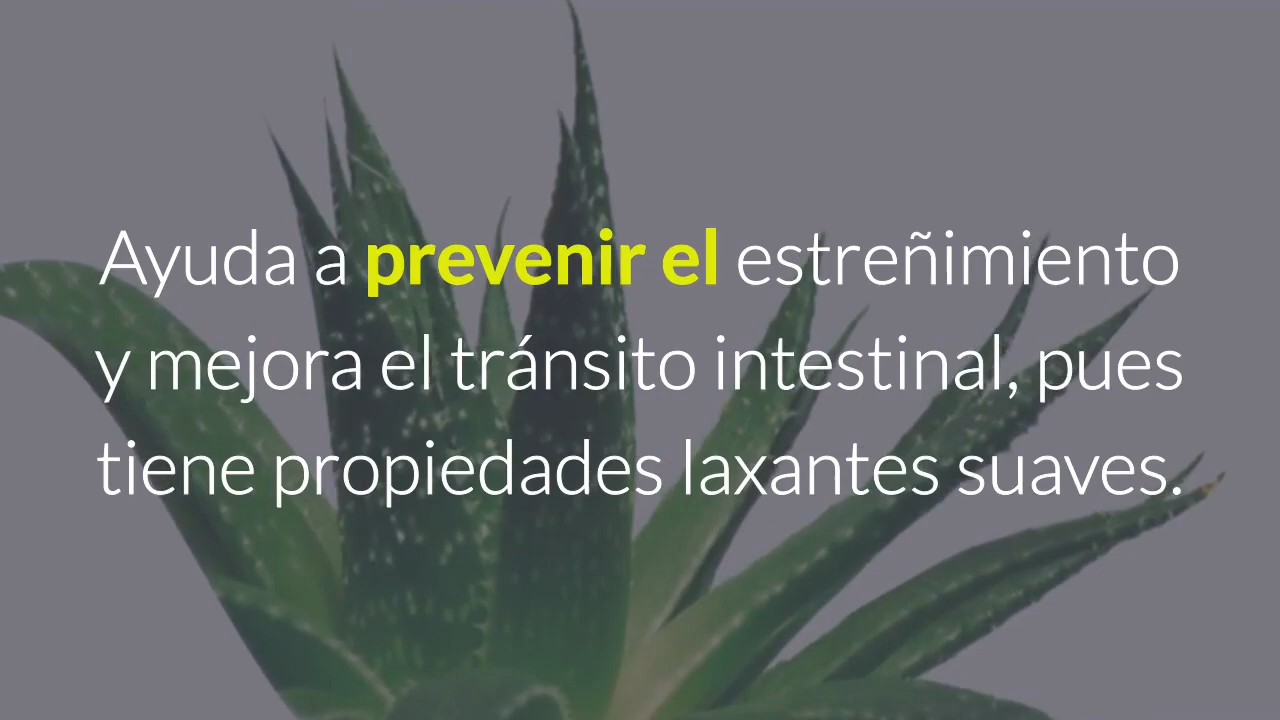 Ayuda a prevenir el estreñimiento
y mejora el tránsito intestinal, pues
tiene propiedades laxantes suaves.